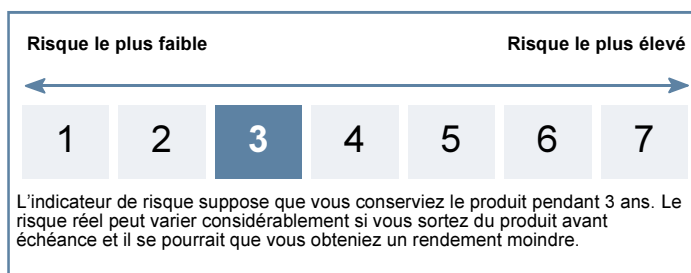 Risque le plus faible Risque le plus élevé
1 2 3 4 5 6 7
L’indicateur de risque suppose que vous conserviez le produit pendant 3 ans. Le
risque réel peut varier considérablement si vous sortez du produit avant
échéance et il se pourrait que vous obteniez un rendement moindre.